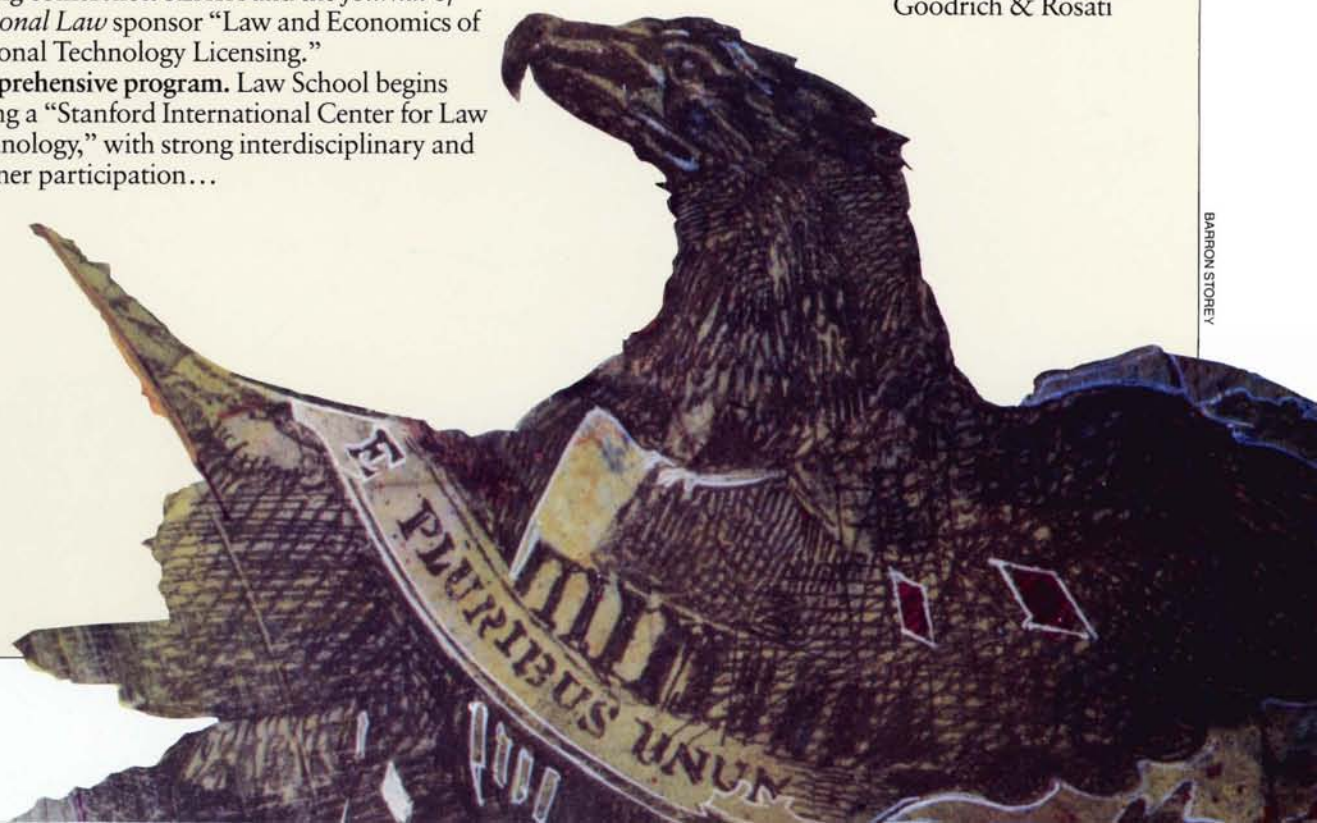 onal Law sponsor “Law and Economics of
onal Technology Licensing.”
prehensive program. Law School begins
ng a “Stanford International Center for Law
nology,” with strong interdisciplinary and
ner participation…
Goodrich & Rosati
BARRON STOREY
E PLURIBUS UNUM